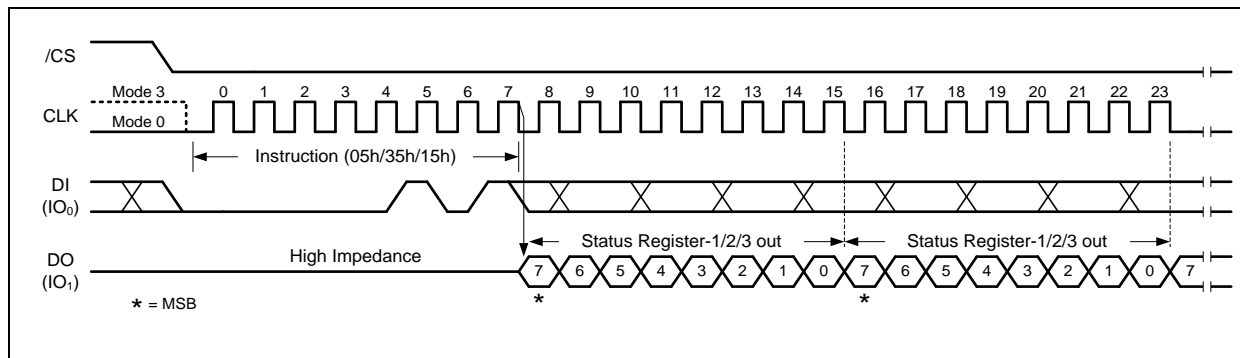 /CS
Mode 3
0 1 2 3 4 5 6 7 8 9 10 11 12 13 14 15 16 17 18 19 20 21 22 23
CLK
Mode 0
Instruction (05h/35h/15h)
DI
(IO0)
Status Register-1/2/3 out Status Register-1/2/3 out
DO
(IO1)
High Impedance
7 6 5 4 3 2 1 0 7 6 5 4 3 2 1 0 7
* *
* = MSB